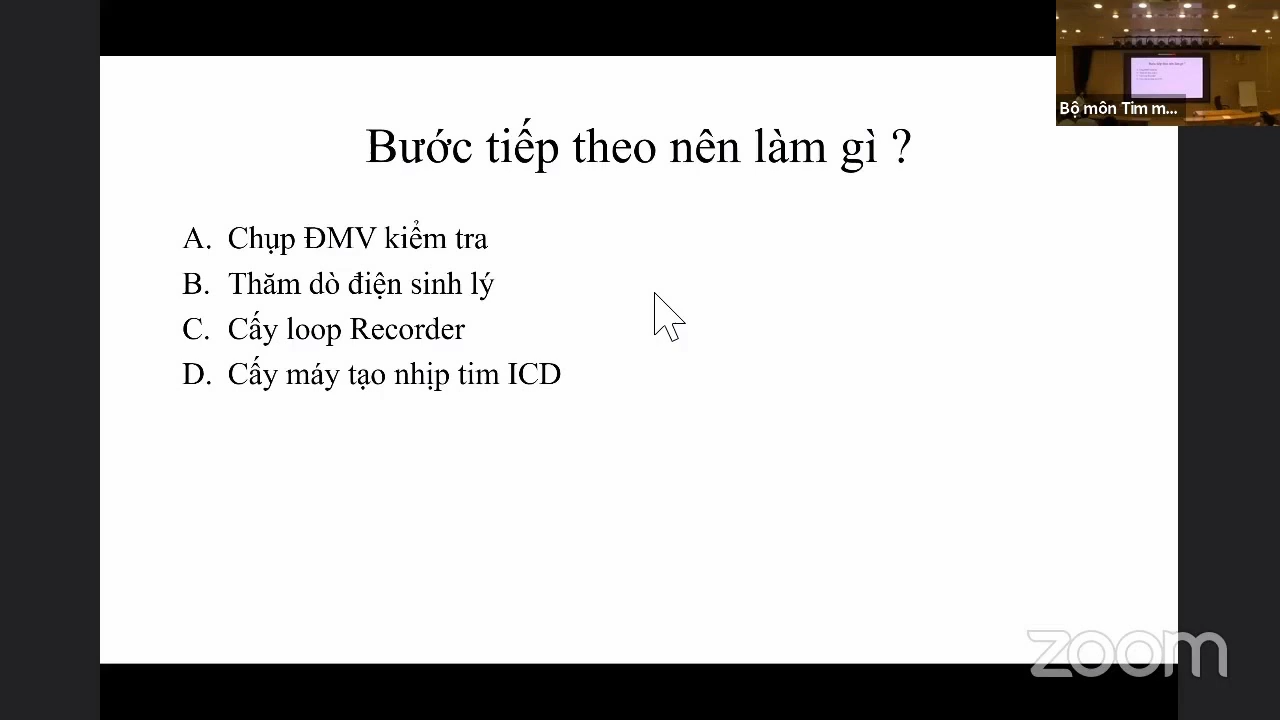 Bước tiếp theo nên làm gì ?
Bộ môn Tim m...
A. Chụp ĐMV kiểm tra
B. Thăm dò điện sinh lý
C. Cấy loop Recorder
D. Cấy máy tạo nhịp tim ICD
zoom